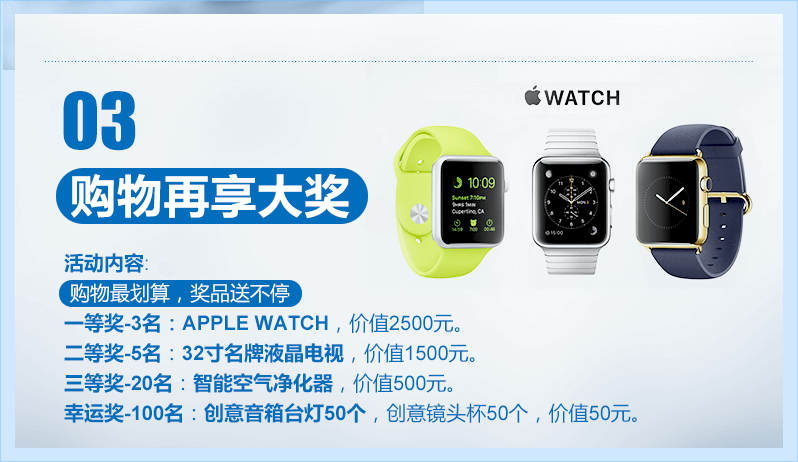 03
WATCH
购物再享大奖
10:09
Sunset 7:10PM
9HRS 1MIN
Cupertino, CA
活动内容:
购物最划算，奖品送不停
一等奖-3名：APPLE WATCH，价值2500元。
二等奖-5名：32寸名牌液晶电视，价值1500元。
三等奖-20名：智能空气净化器，价值500元。
幸运奖-100名：创意音箱台灯50个，创意镜头杯50个，价值50元。